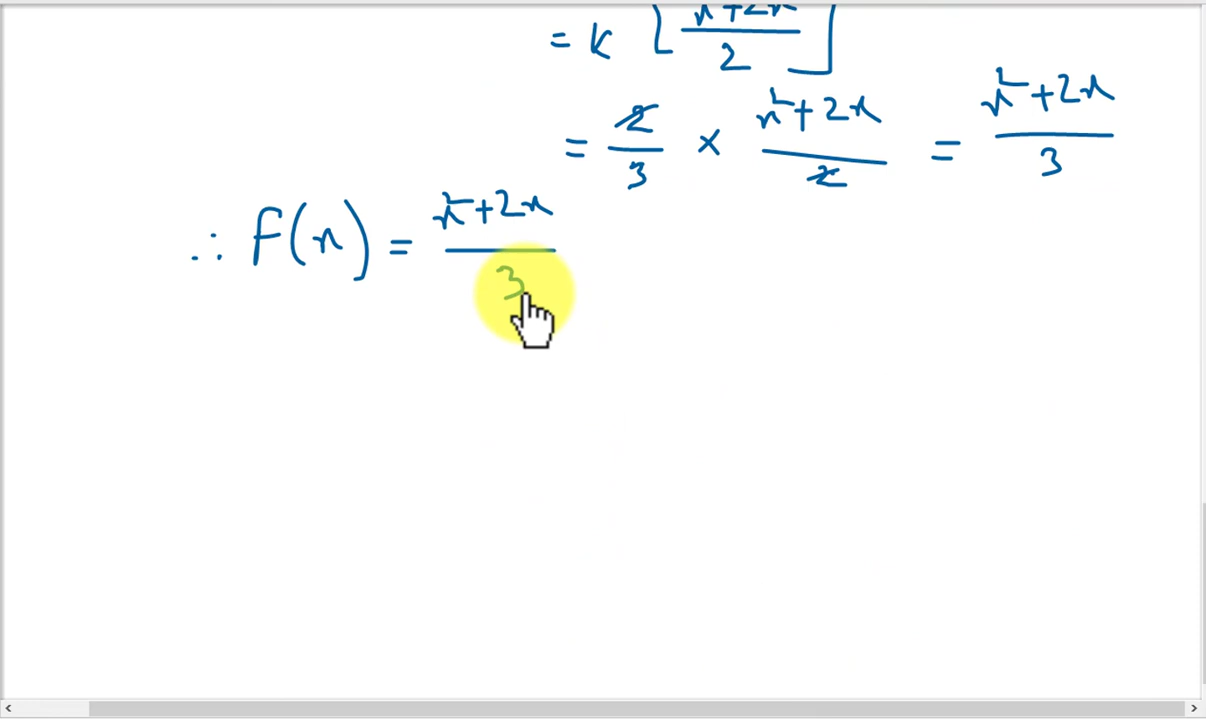 = k [ (x²+2x)/2 ]
= 2/3 × (x²+2x)/2 = (x²+2x)/3
∴ F(x) = (x²+2x)/3